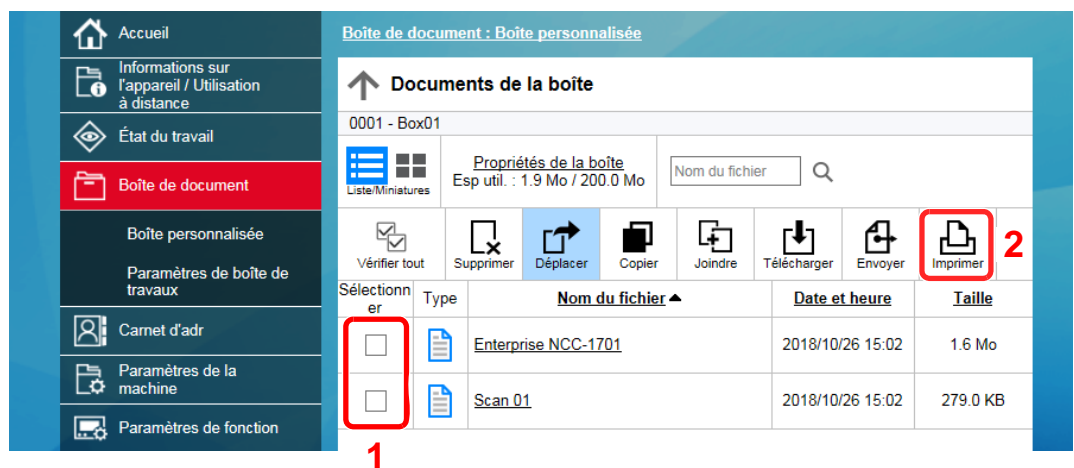 Accueil
Informations sur
l'appareil / Utilisation
à distance
État du travail
Boîte de document
Boîte personnalisée
Paramètres de boîte de
travaux
Carnet d'adr
Paramètres de la
machine
Paramètres de fonction
Boîte de document : Boîte personnalisée
Documents de la boîte
0001 - Box01
Liste/Miniatures
Propriétés de la boîte
Esp util. : 1.9 Mo / 200.0 Mo
Nom du fichier
Vérifier tout Supprimer Déplacer Copier Joindre Télécharger Envoyer Imprimer 2
Sélectionn
er Type Nom du fichier Date et heure Taille
Enterprise NCC-1701 2018/10/26 15:02 1.6 Mo
Scan 01 2018/10/26 15:02 279.0 KB
1